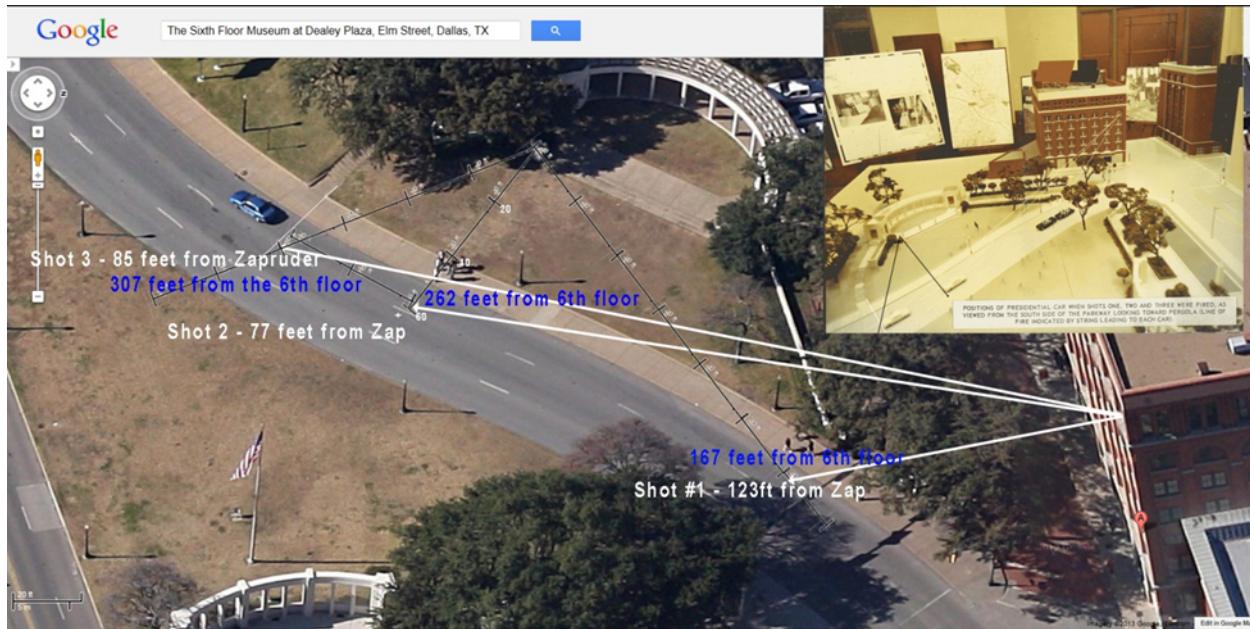 Google
The Sixth Floor Museum at Dealey Plaza, Elm Street, Dallas, TX
20
Shot 3 - 85 feet from Zapruder
307 feet from the 6th floor
262 feet from 6th floor
60
Shot 2 - 77 feet from Zap
POSITIONS OF PRESIDENTIAL CAR WHEN SHOTS ONE, TWO AND THREE WERE FIRED, AS
VIEWED FROM THE SOUTH SIDE OF THE PARKWAY LOOKING TOWARD PERGOLA (LINE OF
FIRE INDICATED BY STRING LEADING TO EACH CAR)
167 feet from 6th floor
Shot #1 - 123ft from Zap
20 ft
5 m
Imagery ©2013 Google
Edit in Google M